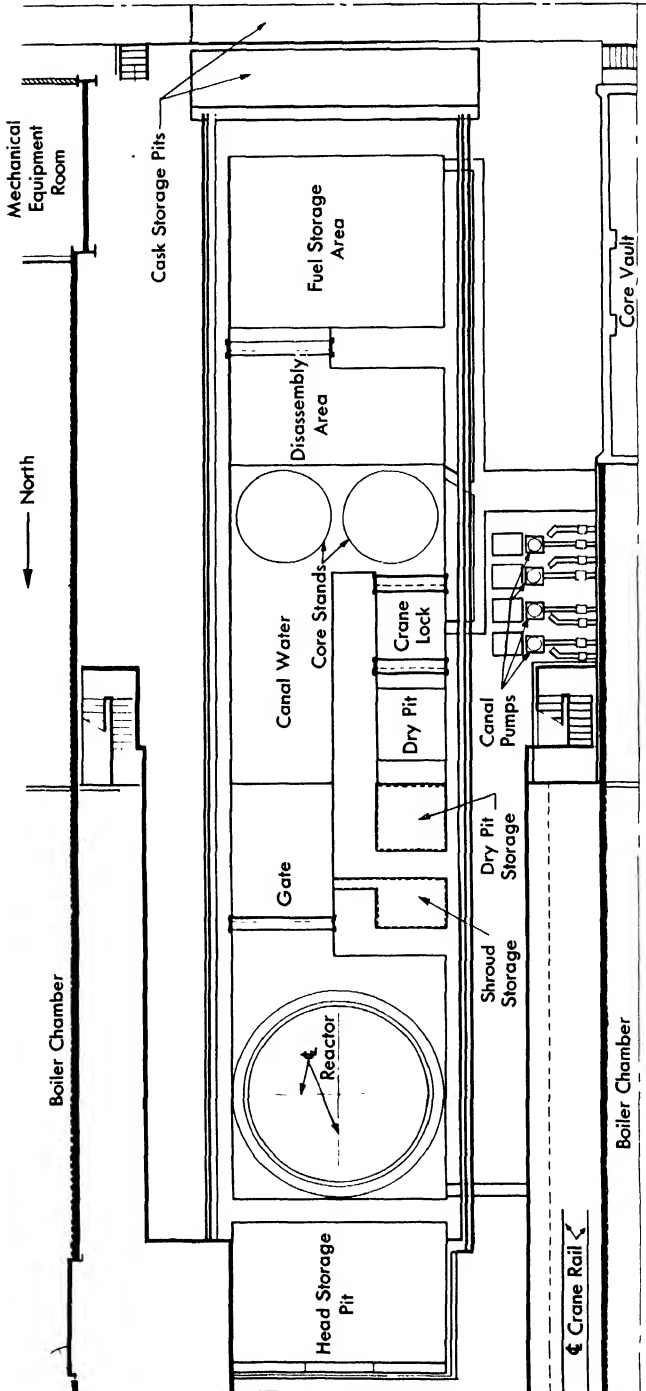 Boiler Chamber
North
Mechanical
Equipment
Room
Cask Storage Pits
Head Storage
Pit
℄
Reactor
Gate
Canal Water
Core Stands
Disassembly
Area
Fuel Storage
Area
Dry Pit
Crane
Lock
Shroud
Storage
Dry Pit
Storage
Canal
Pumps
℄ Crane Rail
Boiler Chamber
Core Vault